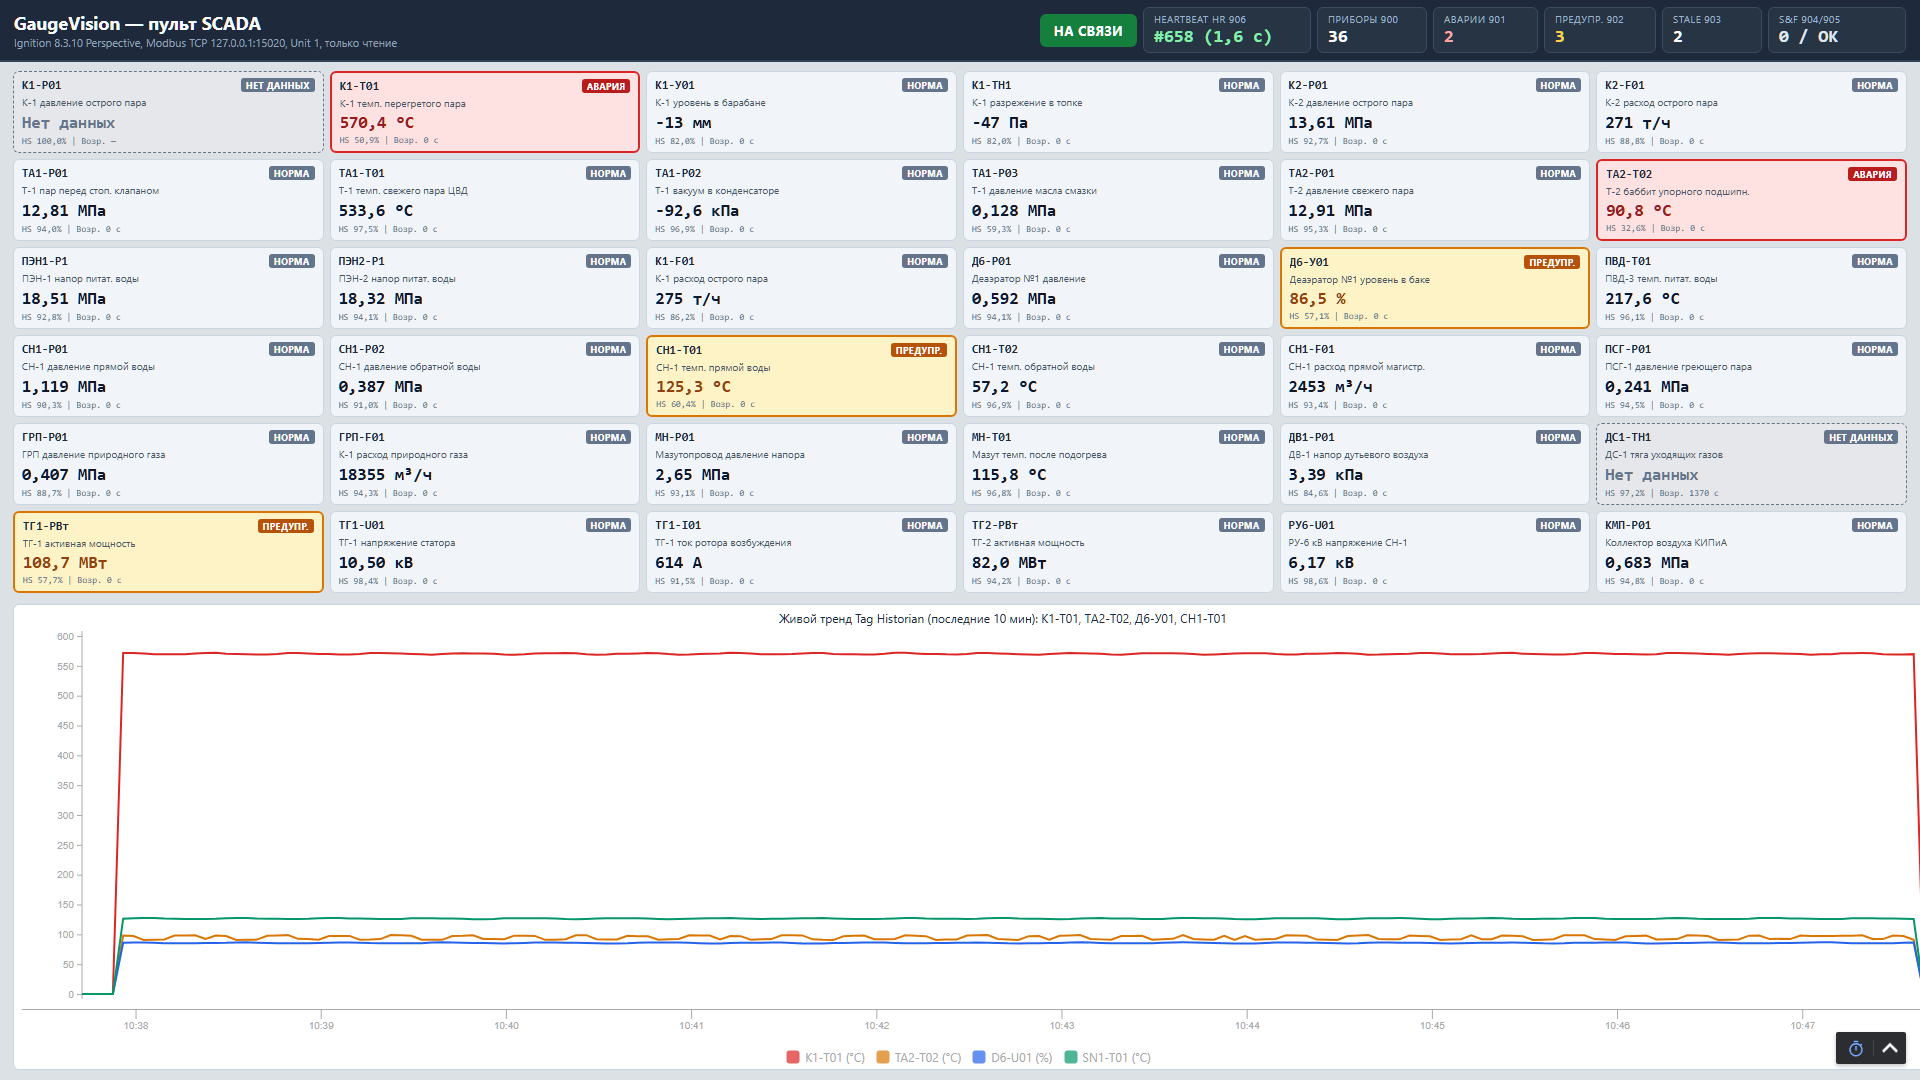 GaugeVision — пульт SCADA
Ignition 8.3.10 Perspective, Modbus TCP 127.0.0.1:15020, Unit 1, только чтение
НА СВЯЗИ
HEARTBEAT HR 906
#658 (1,6 с)
ПРИБОРЫ 900
36
АВАРИИ 901
2
ПРЕДУПР. 902
3
STALE 903
2
S&F 904/905
0 / OK
К1-Р01
НЕТ ДАННЫХ
К-1 давление острого пара
Нет данных
HS 100,0% | Возр. —
К1-Т01
АВАРИЯ
К-1 темп. перегретого пара
570,4 °C
HS 50,9% | Возр. 0 с
К1-У01
НОРМА
К-1 уровень в барабане
-13 мм
HS 82,0% | Возр. 0 с
К1-ТН1
НОРМА
К-1 разрежение в топке
-47 Па
HS 82,0% | Возр. 0 с
К2-Р01
НОРМА
К-2 давление острого пара
13,61 МПа
HS 92,7% | Возр. 0 с
К2-F01
НОРМА
К-2 расход острого пара
271 т/ч
HS 88,8% | Возр. 0 с
ТА1-Р01
НОРМА
Т-1 пар перед стоп. клапаном
12,81 МПа
HS 94,0% | Возр. 0 с
ТА1-Т01
НОРМА
Т-1 темп. свежего пара ЦВД
533,6 °C
HS 97,5% | Возр. 0 с
ТА1-Р02
НОРМА
Т-1 вакуум в конденсаторе
-92,6 кПа
HS 96,9% | Возр. 0 с
ТА1-Р03
НОРМА
Т-1 давление масла смазки
0,128 МПа
HS 59,3% | Возр. 0 с
ТА2-Р01
НОРМА
Т-2 давление свежего пара
12,91 МПа
HS 95,3% | Возр. 0 с
ТА2-Т02
АВАРИЯ
Т-2 баббит упорного подшипн.
90,8 °C
HS 32,6% | Возр. 0 с
ПЭН1-Р1
НОРМА
ПЭН-1 напор питат. воды
18,51 МПа
HS 92,8% | Возр. 0 с
ПЭН2-Р1
НОРМА
ПЭН-2 напор питат. воды
18,32 МПа
HS 94,1% | Возр. 0 с
К1-F01
НОРМА
К-1 расход острого пара
275 т/ч
HS 86,2% | Возр. 0 с
Д6-Р01
НОРМА
Деаэратор №1 давление
0,592 МПа
HS 94,1% | Возр. 0 с
Д6-У01
ПРЕДУПР.
Деаэратор №1 уровень в баке
86,5 %
HS 57,1% | Возр. 0 с
ПВД-Т01
НОРМА
ПВД-3 темп. питат. воды
217,6 °C
HS 96,1% | Возр. 0 с
СН1-Р01
НОРМА
СН-1 давление прямой воды
1,119 МПа
HS 90,3% | Возр. 0 с
СН1-Р02
НОРМА
СН-1 давление обратной воды
0,387 МПа
HS 91,0% | Возр. 0 с
СН1-Т01
ПРЕДУПР.
СН-1 темп. прямой воды
125,3 °C
HS 60,4% | Возр. 0 с
СН1-Т02
НОРМА
СН-1 темп. обратной воды
57,2 °C
HS 96,9% | Возр. 0 с
СН1-F01
НОРМА
СН-1 расход прямой магистр.
2453 м³/ч
HS 93,4% | Возр. 0 с
ПСГ-Р01
НОРМА
ПСГ-1 давление греющего пара
0,241 МПа
HS 94,5% | Возр. 0 с
ГРП-Р01
НОРМА
ГРП давление природного газа
0,407 МПа
HS 88,7% | Возр. 0 с
ГРП-F01
НОРМА
К-1 расход природного газа
18355 м³/ч
HS 94,3% | Возр. 0 с
МН-Р01
НОРМА
Мазутопровод давление напора
2,65 МПа
HS 93,1% | Возр. 0 с
МН-Т01
НОРМА
Мазут темп. после подогрева
115,8 °C
HS 96,8% | Возр. 0 с
ДВ1-Р01
НОРМА
ДВ-1 напор дутьевого воздуха
3,39 кПа
HS 84,6% | Возр. 0 с
ДС1-ТН1
НЕТ ДАННЫХ
ДС-1 тяга уходящих газов
Нет данных
HS 97,2% | Возр. 1370 с
ТГ1-РВт
ПРЕДУПР.
ТГ-1 активная мощность
108,7 МВт
HS 57,7% | Возр. 0 с
ТГ1-U01
НОРМА
ТГ-1 напряжение статора
10,50 кВ
HS 98,4% | Возр. 0 с
ТГ1-I01
НОРМА
ТГ-1 ток ротора возбуждения
614 А
HS 91,5% | Возр. 0 с
ТГ2-РВт
НОРМА
ТГ-2 активная мощность
82,0 МВт
HS 94,2% | Возр. 0 с
РУ6-U01
НОРМА
РУ-6 кВ напряжение СН-1
6,17 кВ
HS 98,6% | Возр. 0 с
КМП-Р01
НОРМА
Коллектор воздуха КИПиА
0,683 МПа
HS 94,8% | Возр. 0 с
Живой тренд Tag Historian (последние 10 мин): К1-Т01, ТА2-Т02, Д6-У01, СН1-Т01
600
550
500
450
400
350
300
250
200
150
100
50
0
10:38
10:39
10:40
10:41
10:42
10:43
10:44
10:45
10:46
10:47
K1-T01 (°C)
TA2-T02 (°C)
D6-U01 (%)
SN1-T01 (°C)